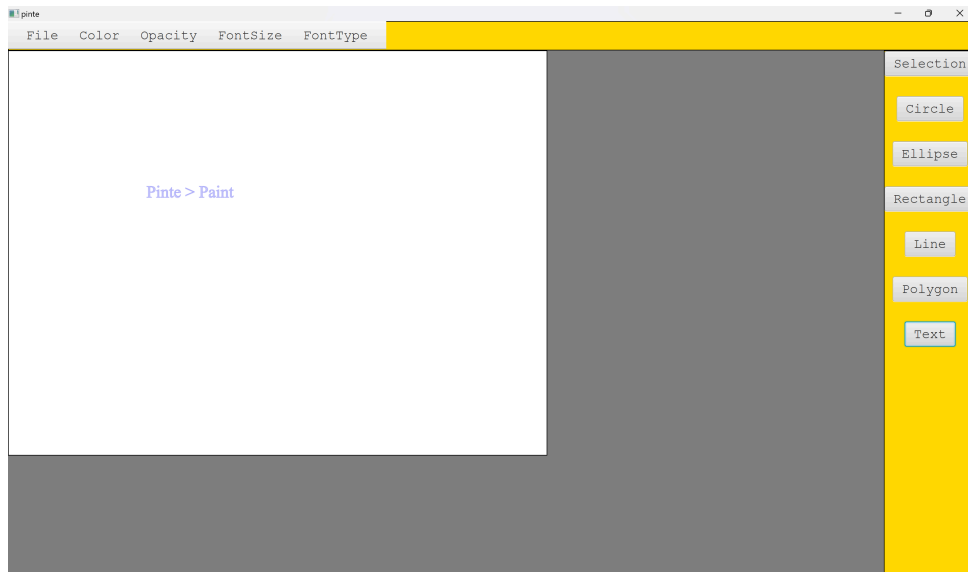 pinte
File Color Opacity FontSize FontType
Selection
Circle
Ellipse
Pinte > Paint
Rectangle
Line
Polygon
Text